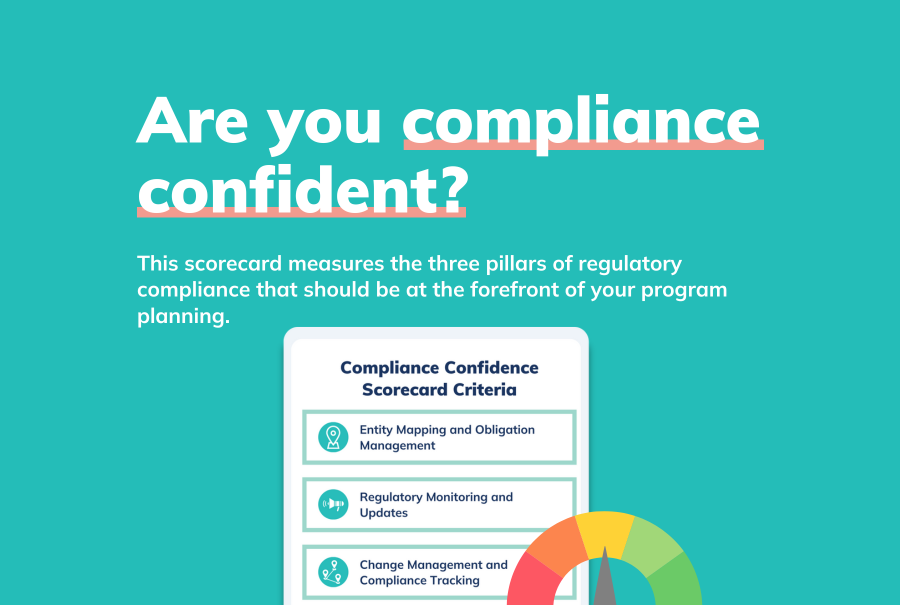 Are you compliance
confident?
This scorecard measures the three pillars of regulatory
compliance that should be at the forefront of your program
planning.
Compliance Confidence
Scorecard Criteria
Entity Mapping and Obligation
Management
Regulatory Monitoring and
Updates
Change Management and
Compliance Tracking